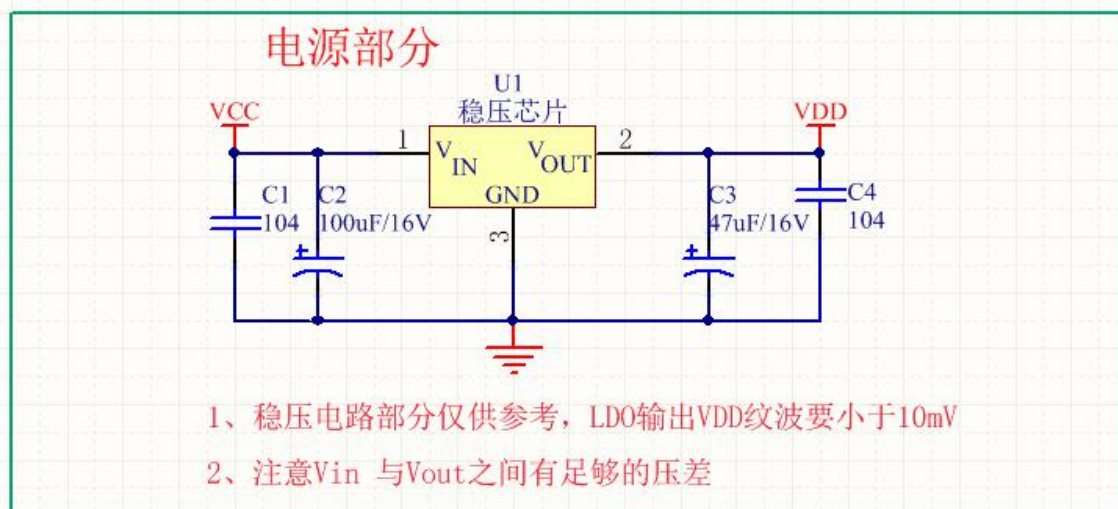 电源部分
U1
稳压芯片
VCC
VDD
1
VIN
VOUT
2
GND
3
C1
104
C2
100uF/16V
C3
47uF/16V
C4
104
1、稳压电路部分仅供参考，LDO输出VDD纹波要小于10mV
2、注意Vin 与Vout之间有足够的压差